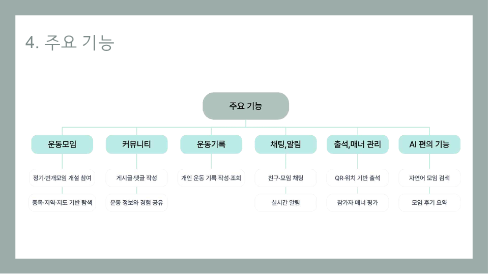 4. 주요 기능
주요 기능
운동모임
커뮤니티
운동기록
채팅,알림
출석,매너 관리
AI 편의 기능
정기·번개모임 개설 참여
게시글 댓글 작성
개인 운동 기록 작성·조회
친구·모임 채팅
QR·위치 기반 출석
자연어 모임 검색
종목·지역·지도 기반 탐색
운동 정보와 경험 공유
실시간 알림
참가자 매너 평가
모임 후기 요약